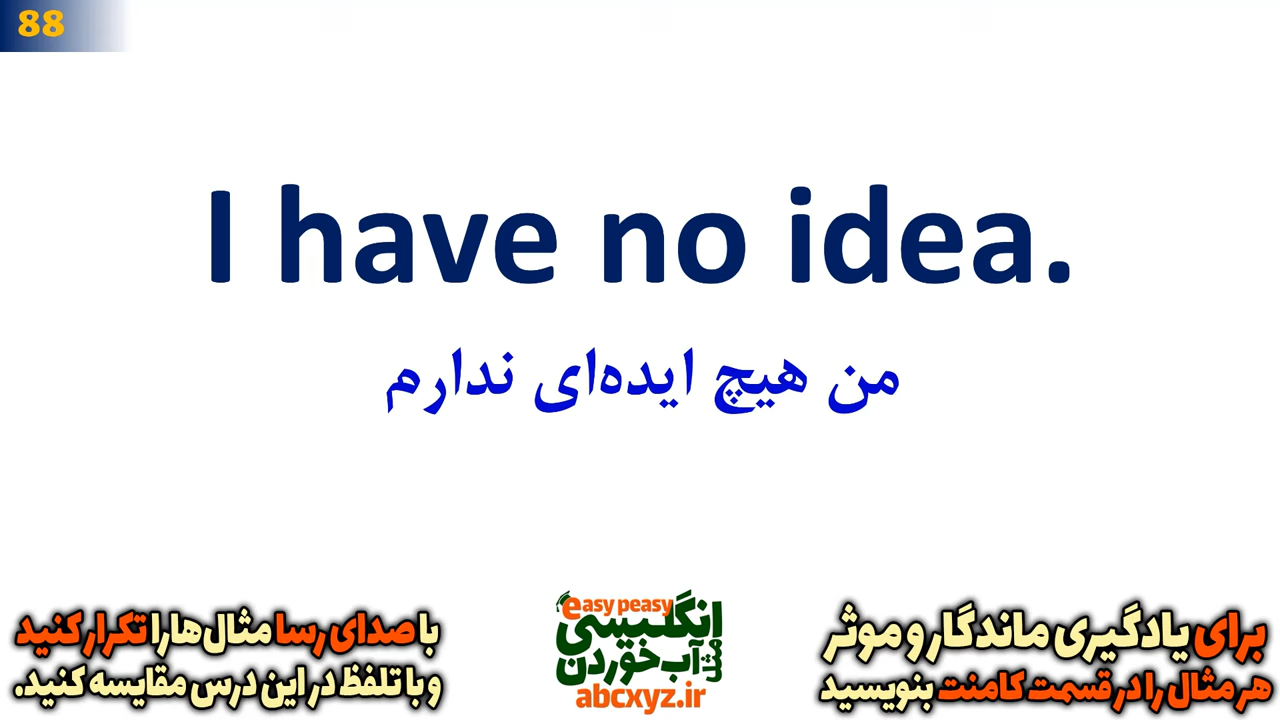 88
I have no idea.
من هیچ ایده‌ای ندارم
با صدای رسا مثال‌ها را تکرار کنید
و با تلفظ در این درس مقایسه کنید.
easy peasy
انگلیسی
مثل آب خوردن
abcxyz.ir
برای یادگیری ماندگار و موثر
هر مثال را در قسمت کامنت بنویسید